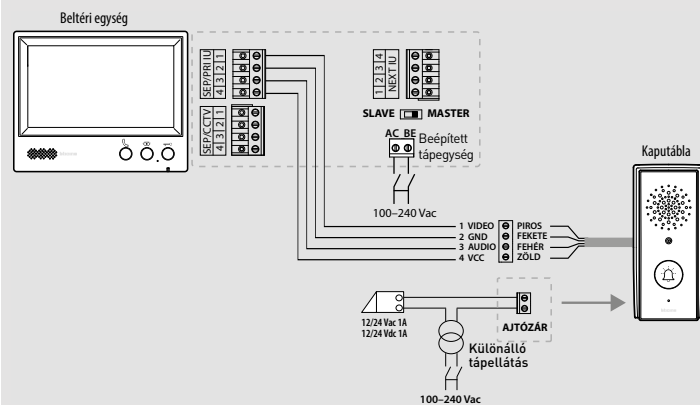 Beltéri egység
SEP/PRI IU
4 3 2 1
SEP/CCTV
4 3 2 1
1 2 3 4
NEXT IU
SLAVE MASTER
AC BE
Beépített
tápegység
100–240 Vac
Kaputábla
1 VIDEO PIROS
2 GND FEKETE
3 AUDIO FEHÉR
4 VCC ZÖLD
12/24 Vac 1A
12/24 Vdc 1A
AJTÓZÁR
Különálló
tápellátás
100–240 Vac